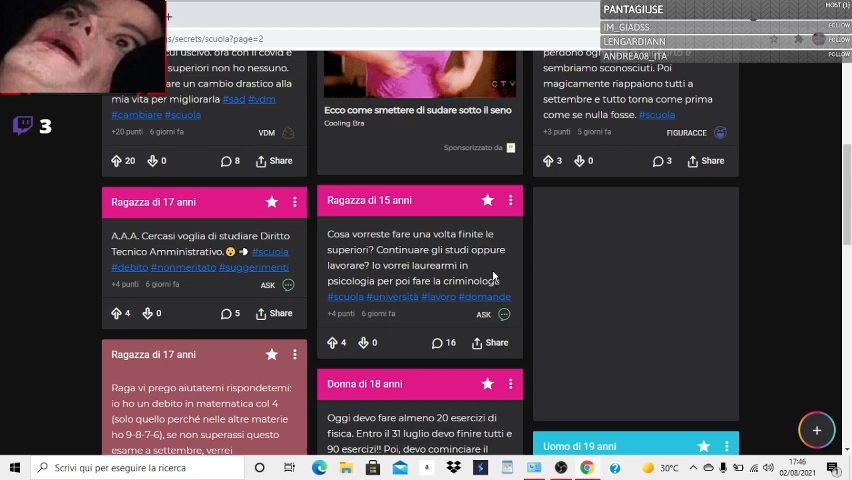 PANTAGIUSE
HOST (1)
IM_GIADSS
FOLLOW
LENGARDIANN
FOLLOW
ANDREA08_ITA
FOLLOW
s/secrets/scuola?page=2
3
uscivo. ora con il covid e
superiori non ho nessuno.
are un cambio drastico alla
mia vita per migliorarla #sad #vdm
#cambiare #scuola
+20 punti 6 giorni fa
VDM
20 0 8 Share
CTV
Ecco come smettere di sudare sotto il seno
Cooling Bra
Sponsorizzato da
perdono ogni
sembriamo sconosciuti. Poi
magicamente riappaiono tutti a
settembre e tutto torna come prima
come se nulla fosse. #scuola
+3 punti 5 giorni fa
FIGURACCE
3 0 3 Share
Ragazza di 17 anni
A.A.A. Cercasi voglia di studiare Diritto
Tecnico Amministrativo. #scuola
#debito #nonmeritato #suggerimenti
+4 punti 6 giorni fa
ASK
4 0 5 Share
Ragazza di 15 anni
Cosa vorreste fare una volta finite le
superiori? Continuare gli studi oppure
lavorare? Io vorrei laurearmi in
psicologia per poi fare la criminologa
#scuola #università #lavoro #domande
+4 punti 6 giorni fa
ASK
4 0 16 Share
Ragazza di 17 anni
Raga vi prego aiutatemi rispondetemi:
io ho un debito in matematica col 4
(solo quello perché nelle altre materie
ho 9-8-7-6), se non superassi questo
esame a settembre, verrei
Donna di 18 anni
Oggi devo fare almeno 20 esercizi di
fisica. Entro il 31 luglio devo finire tutti e
90 esercizi!! Poi, devo cominciare il
Uomo di 19 anni
Scrivi qui per eseguire la ricerca
30°C
17:46
02/08/2021